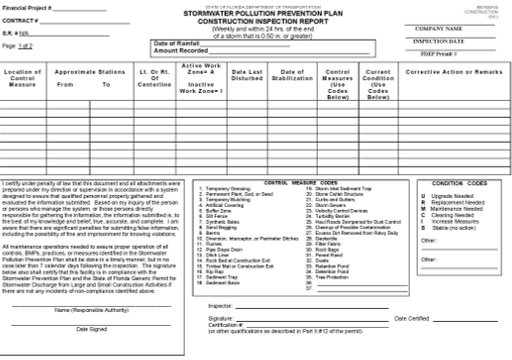 STATE OF FLORIDA DEPARTMENT OF TRANSPORTATION
STORMWATER POLLUTION PREVENTION PLAN
CONSTRUCTION INSPECTION REPORT
(Weekly and within 24 hrs. of the end
of a storm that is 0.50 in. or greater)
CONSTRUCTION
Financial Project #
CONTRACT #
S.R. # N/A
Page 1 of 2
Date of Rainfall
Amount Recorded
COMPANY NAME
INSPECTION DATE
FDEP Permit #
Location of Control Measure
Approximate Stations
From To
Lt. Or Rt. Of Centerline
Active Work Zone= A
Inactive Work Zone= I
Date Last Disturbed
Date of Stabilization
Control Measures (Use Codes Below)
Current Condition (Use Codes Below)
Corrective Action or Remarks
I certify under penalty of law that this document and all attachments were
prepared under my direction or supervision in accordance with a system
designed to assure that qualified personnel properly gathered and
evaluated the information submitted. Based on my inquiry of the person
or persons who manage the system, or those persons directly
responsible for gathering the information, the information submitted is, to
the best of my knowledge and belief, true, accurate, and complete. I am
aware that there are significant penalties for submitting false information,
including the possibility of fine and imprisonment for knowing violations.
All maintenance operations needed to assure proper operation of all
controls, BMPs, practices, or measures identified in the Stormwater
Pollution Prevention Plan shall be done in a timely manner, but in no
case later than 7 calendar days following the inspection. The signature
below also shall certify that this facility is in compliance with the
Stormwater Prevention Plan and the State of Florida Generic Permit for
Stormwater Discharge from Large and Small Construction Activities if
there are not any incidents of non-compliance identified above.
Name (Responsible Authority)
Date Signed
CONTROL MEASURE CODES
1. Temporary Grassing
2. Permanent Plant, Sod, or Seed
3. Temporary Mulching
4. Artificial Covering
5. Buffer Zone
6. Silt Fence
7. Synthetic Bales
8. Sand Bagging
9. Berms
10. Diversion, Interceptor, or Perimeter Ditches
11. Flumes
12. Pipe Slope Drain
13. Ditch Liner
14. Rock Bed at Construction Exit
15. Timber Mat at Construction Exit
16. Rip Rap
17. Sediment Trap
18. Sediment Basin
19. Storm Inlet Sediment Trap
20. Stone Outlet Structure
21. Curbs and Gutters
22. Storm Sewers
23. Velocity Control Devices
24. Turbidity Barrier
25. Haul Roads Dampened for Dust Control
26. Cleanup of Possible Contamination
27. Excess Dirt Removed from Roadway Daily
29. Filter Fabric
30. Rock Bags
32. Swale
33. Retention Pond
34. Detention Pond
35. Tree Protection
36.
37.
CONDITION CODES
U Upgrade Needed
R Replacement Needed
M Maintenance Needed
C Cleaning Needed
I Increase Measures
S Stable (no action)
Other:
Other:
Inspector:
Signature: Date Certified:
Certification #
(or other qualifications as described in Part II #12 of the permit)